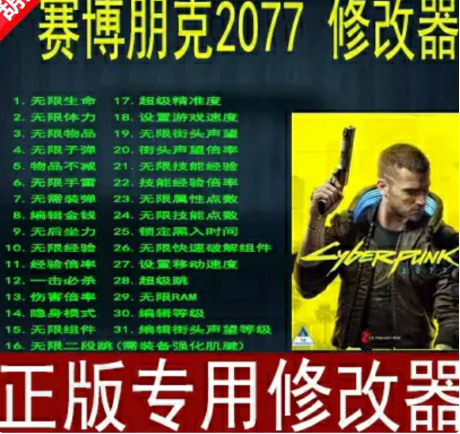 赛博朋克2077 修改器
1. 无限生命 17. 超级精准度
2. 无限体力 18. 设置游戏速度
3. 无限物品 19. 无限街头声望
4. 无限子弹 20. 街头声望倍率
5. 物品不减 21. 无限技能经验
6. 无限手雷 22. 技能经验倍率
7. 无需装弹 23. 无限属性点数
8. 编辑金钱 24. 无限技能点数
9. 无后坐力 25. 锁定黑入时间
10. 无限经验 26. 无限快速破解组件
11. 经验倍率 27. 设置移动速度
12. 一击必杀 28. 超级跳
13. 伤害倍率 29. 无限RAM
14. 隐身模式 30. 编辑等级
15. 无限组件 31. 编辑街头声望等级
16. 无限二段跳(需装备强化肌腱)
CYBERPUNK
2077
CD PROJEKT RED
正版专用修改器